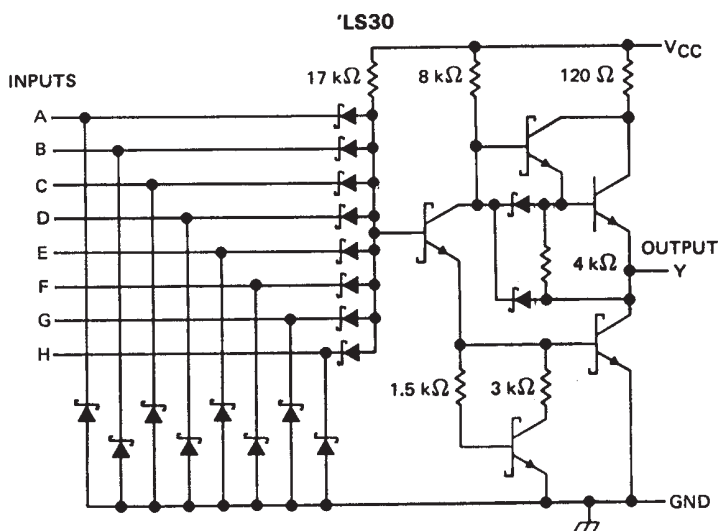 'LS30
VCC
17 kΩ
8 kΩ
120 Ω
INPUTS
A
B
C
D
E
F
G
H
4 kΩ
OUTPUT
Y
1.5 kΩ
3 kΩ
GND